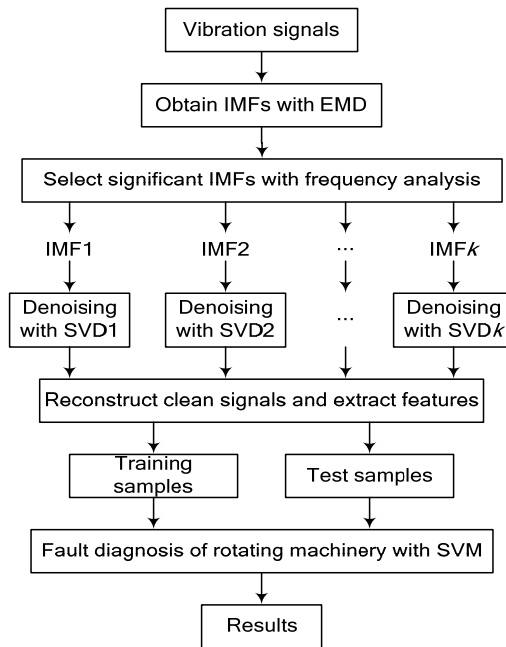 Vibration signals
Obtain IMFs with EMD
Select significant IMFs with frequency analysis
IMF1 IMF2 ... IMFk
Denoising with SVD1
Denoising with SVD2
...
Denoising with SVDk
Reconstruct clean signals and extract features
Training samples
Test samples
Fault diagnosis of rotating machinery with SVM
Results